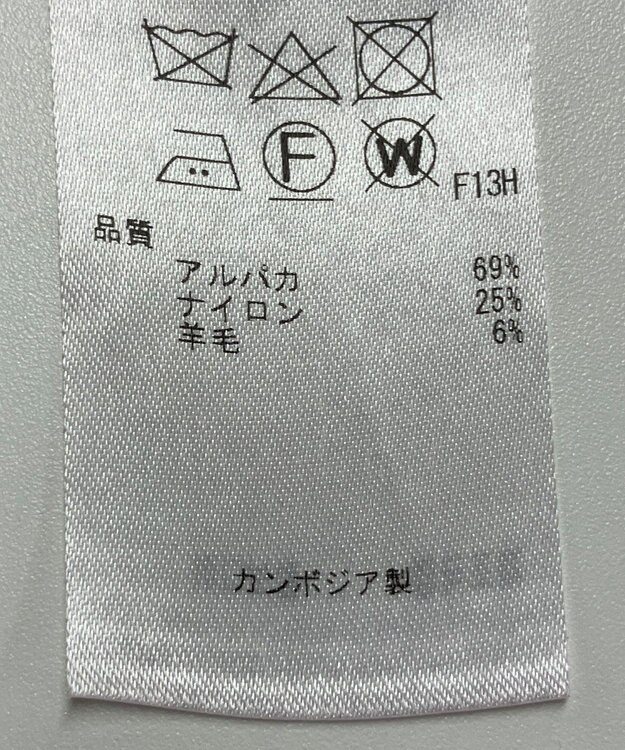 F W F13H
品質
アルパカ 69%
ナイロン 25%
羊毛 6%
カンボジア製